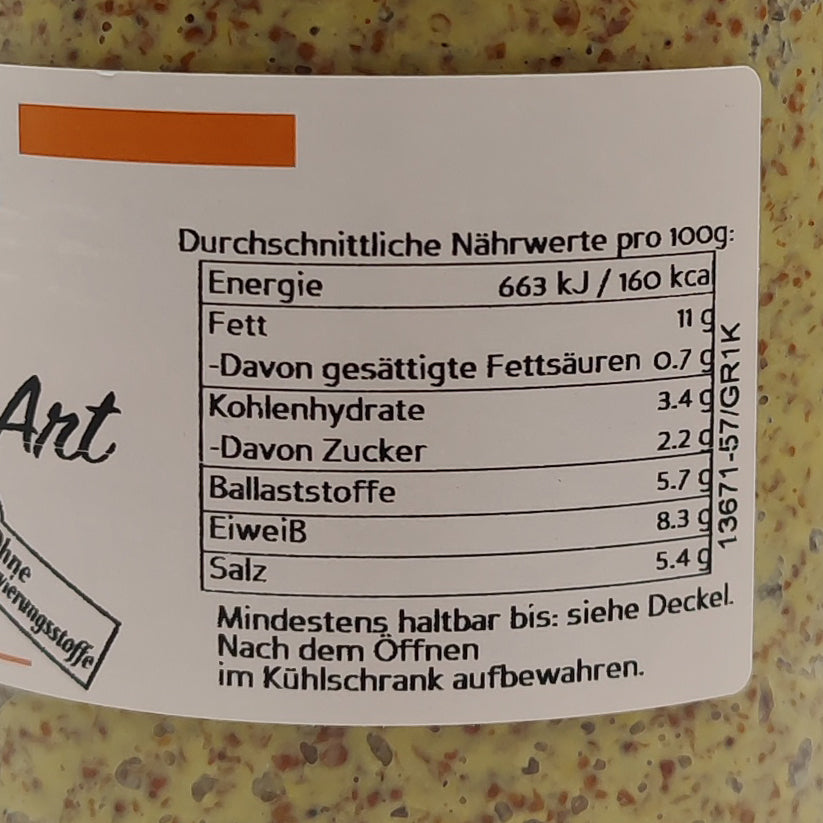 Durchschnittliche Nährwerte pro 100g:
Energie 663 kJ / 160 kcal
Fett 11 g
-Davon gesättigte Fettsäuren 0.7 g
Kohlenhydrate 3.4 g
-Davon Zucker 2.2 g
Ballaststoffe 5.7 g
Eiweiß 8.3 g
Salz 5.4 g
Mindestens haltbar bis: siehe Deckel.
Nach dem Öffnen
im Kühlschrank aufbewahren.
13671-57/GR1K
Art